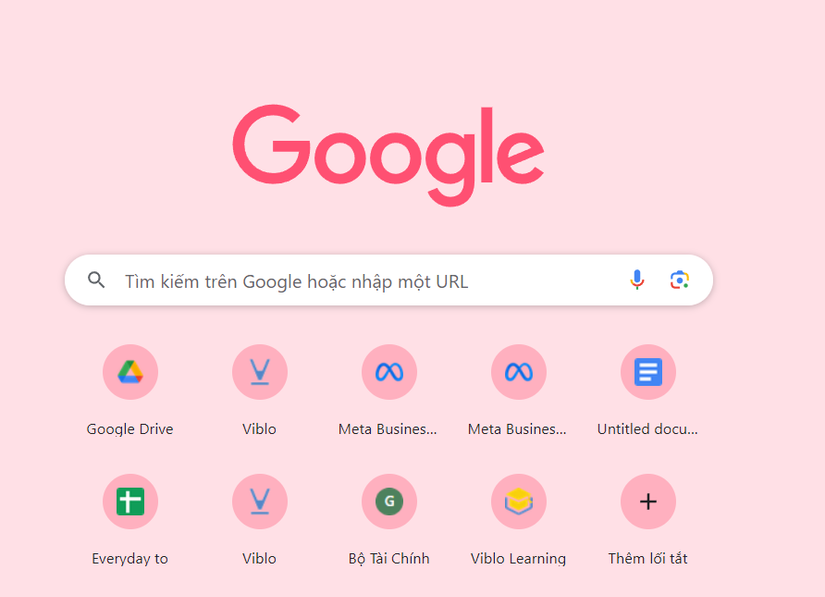 Google
Tìm kiếm trên Google hoặc nhập một URL
Google Drive
Viblo
Meta Busines...
Meta Busines...
Untitled docu...
Everyday to
Viblo
G
Bộ Tài Chính
Viblo Learning
Thêm lối tắt